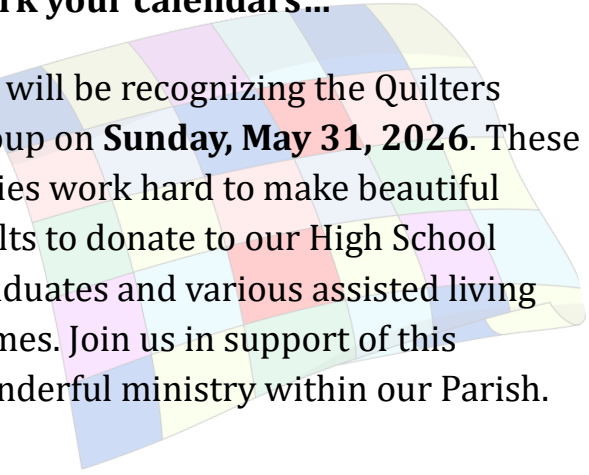 rk your calendars…
will be recognizing the Quilters
oup on Sunday, May 31, 2026. These
ies work hard to make beautiful
lts to donate to our High School
duates and various assisted living
mes. Join us in support of this
nderful ministry within our Parish.